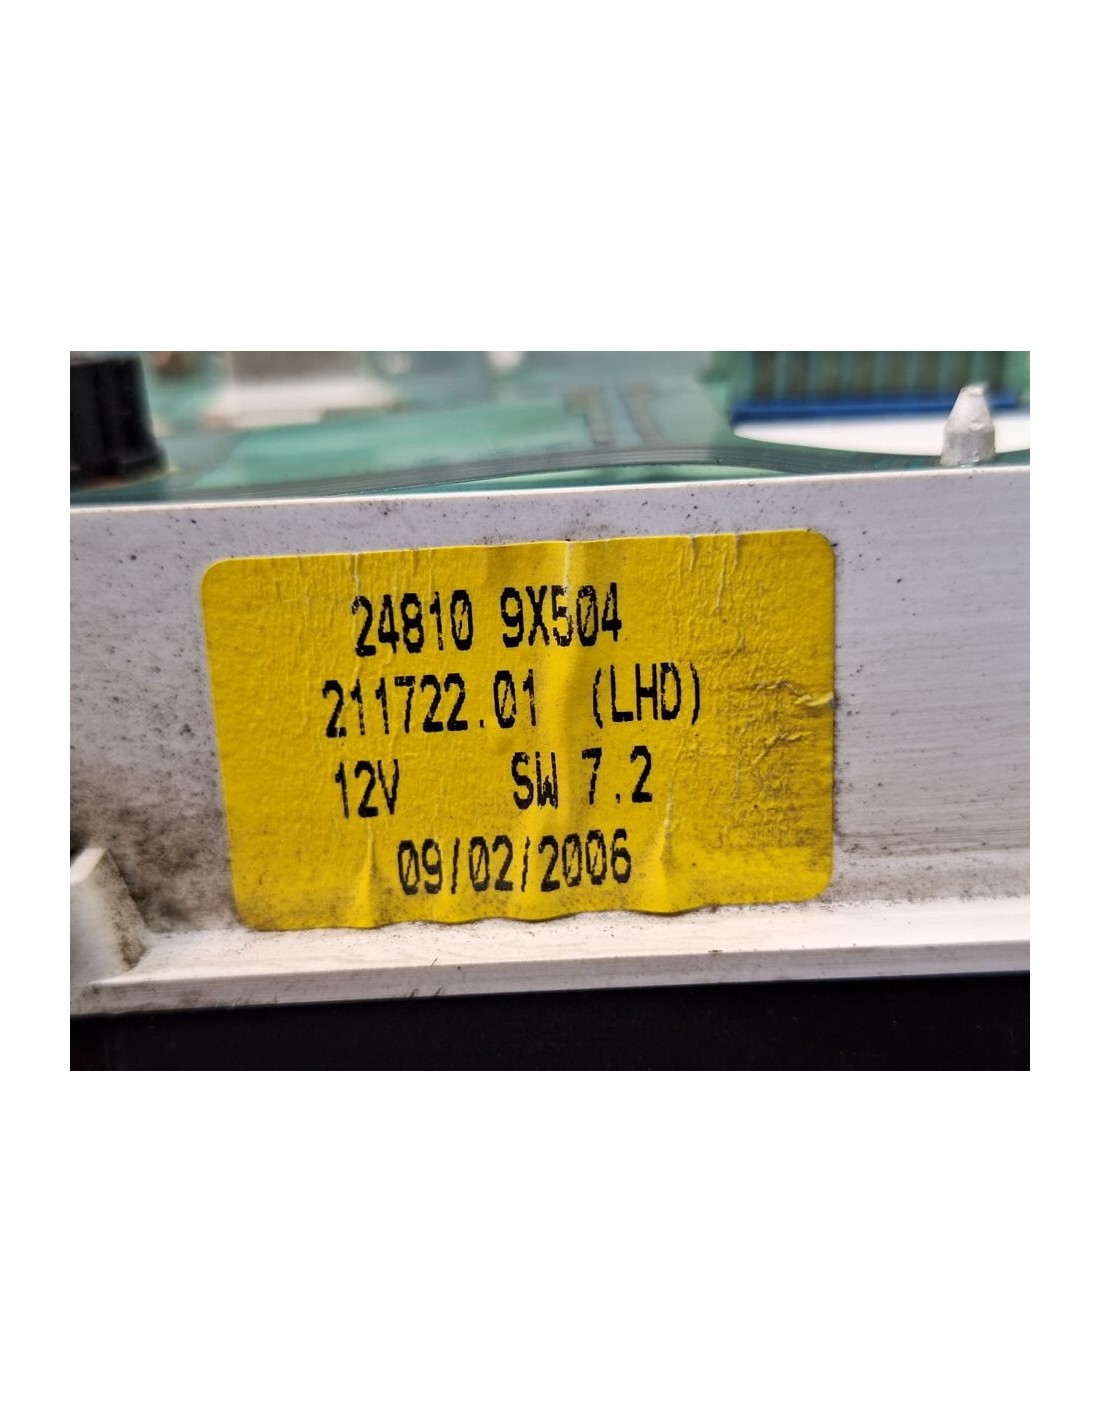 24810 9X504
211722.01 (LHD)
12V SW 7.2
09/02/2006